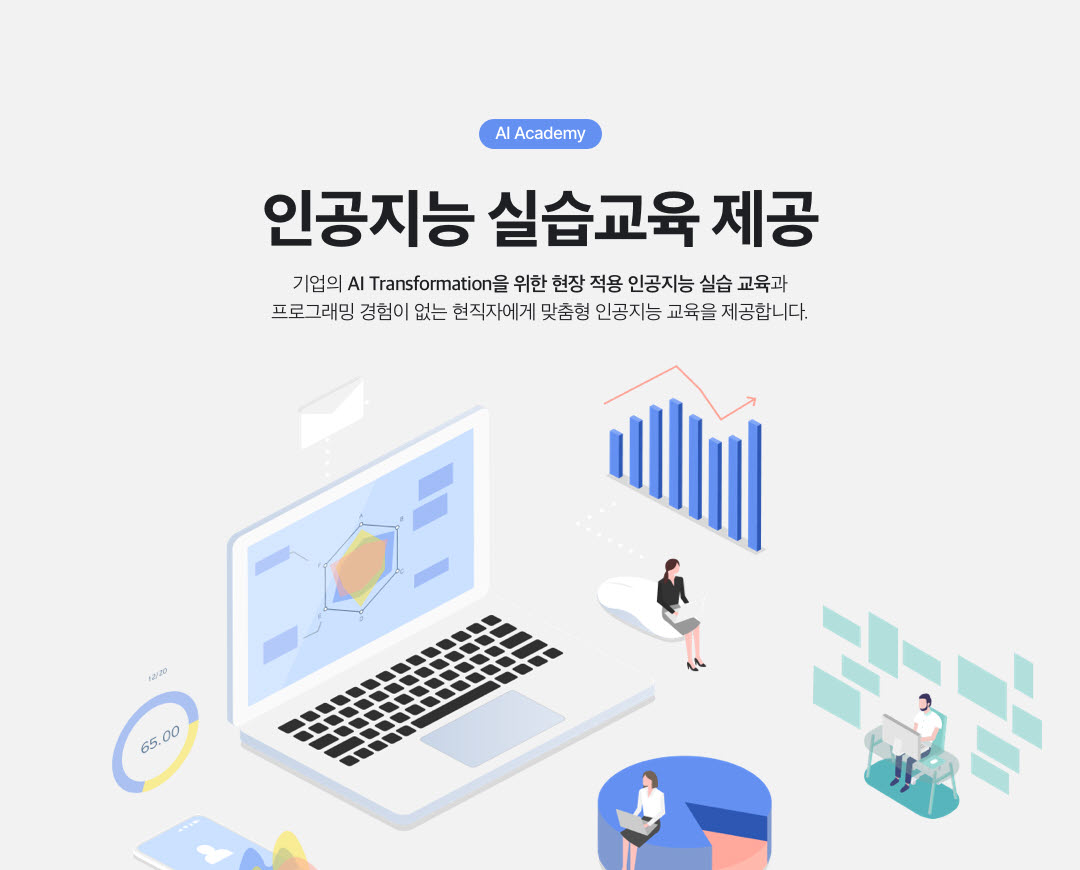 AI Academy
인공지능 실습교육 제공
기업의 AI Transformation을 위한 현장 적용 인공지능 실습 교육과
프로그래밍 경험이 없는 현직자에게 맞춤형 인공지능 교육을 제공합니다.
A
B
F
C
E
D
12/20
65.00